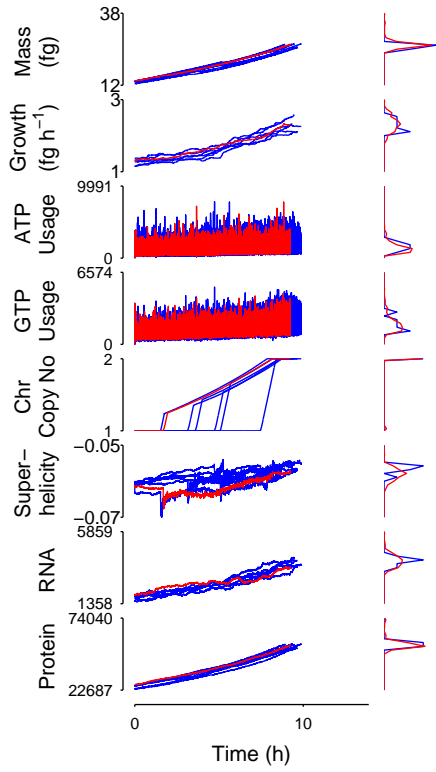 38
Mass
(fg)
12
3
Growth
(fg h⁻¹)
1
9991
ATP
Usage
0
6574
GTP
Usage
0
2
Chr
Copy No
1
−0.05
Super−
helicity
−0.07
5859
RNA
1358
74040
Protein
22687
0 10
Time (h)